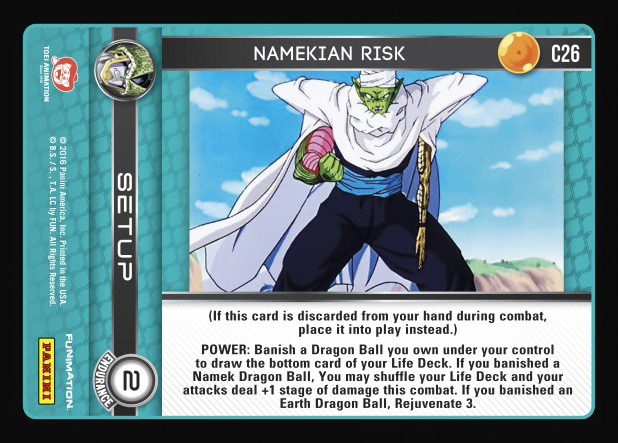 NAMEKIAN RISK
C26
(If this card is discarded from your hand during combat,
place it into play instead.)
POWER: Banish a Dragon Ball you own under your control
to draw the bottom card of your Life Deck. If you banished a
Namek Dragon Ball, You may shuffle your Life Deck and your
attacks deal +1 stage of damage this combat. If you banished an
Earth Dragon Ball, Rejuvenate 3.
SETUP
2
ENDURANCE
TOEI ANIMATION
© 2016 Panini America, Inc. Printed in the USA.
© B.S./ S., T.A. LC by FUN. All Rights Reserved.
FUNIMATION
PANINI